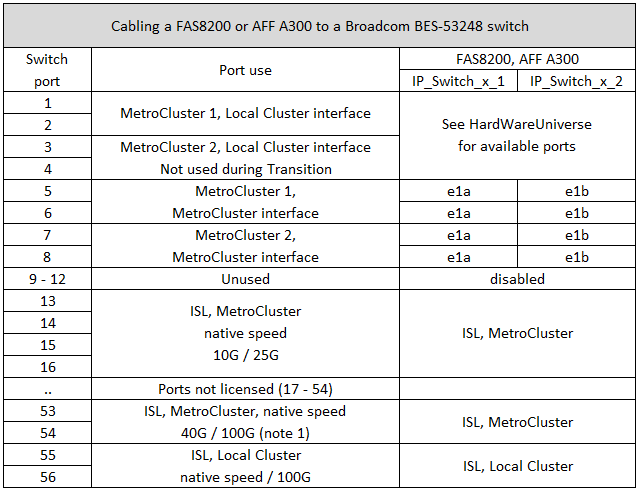 Cabling a FAS8200 or AFF A300 to a Broadcom BES-53248 switch
Switch port
Port use
FAS8200, AFF A300
IP_Switch_x_1
IP_Switch_x_2
1
2
MetroCluster 1, Local Cluster interface
See HardWareUniverse
for available ports
3
4
MetroCluster 2, Local Cluster interface
Not used during Transition
5
6
MetroCluster 1,
MetroCluster interface
e1a
e1b
e1a
e1b
7
8
MetroCluster 2,
MetroCluster interface
e1a
e1b
e1a
e1b
9 - 12
Unused
disabled
13
14
15
16
ISL, MetroCluster
native speed
10G / 25G
ISL, MetroCluster
..
Ports not licensed (17 - 54)
53
54
ISL, MetroCluster, native speed
40G / 100G (note 1)
ISL, MetroCluster
55
56
ISL, Local Cluster
native speed / 100G
ISL, Local Cluster